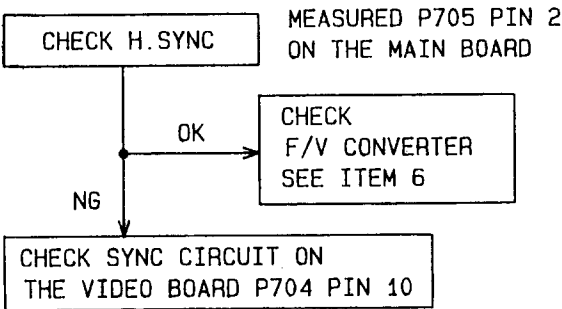 CHECK H.SYNC
MEASURED P705 PIN 2
ON THE MAIN BOARD
OK
CHECK
F/V CONVERTER
SEE ITEM 6
NG
CHECK SYNC CIRCUIT ON
THE VIDEO BOARD P704 PIN 10